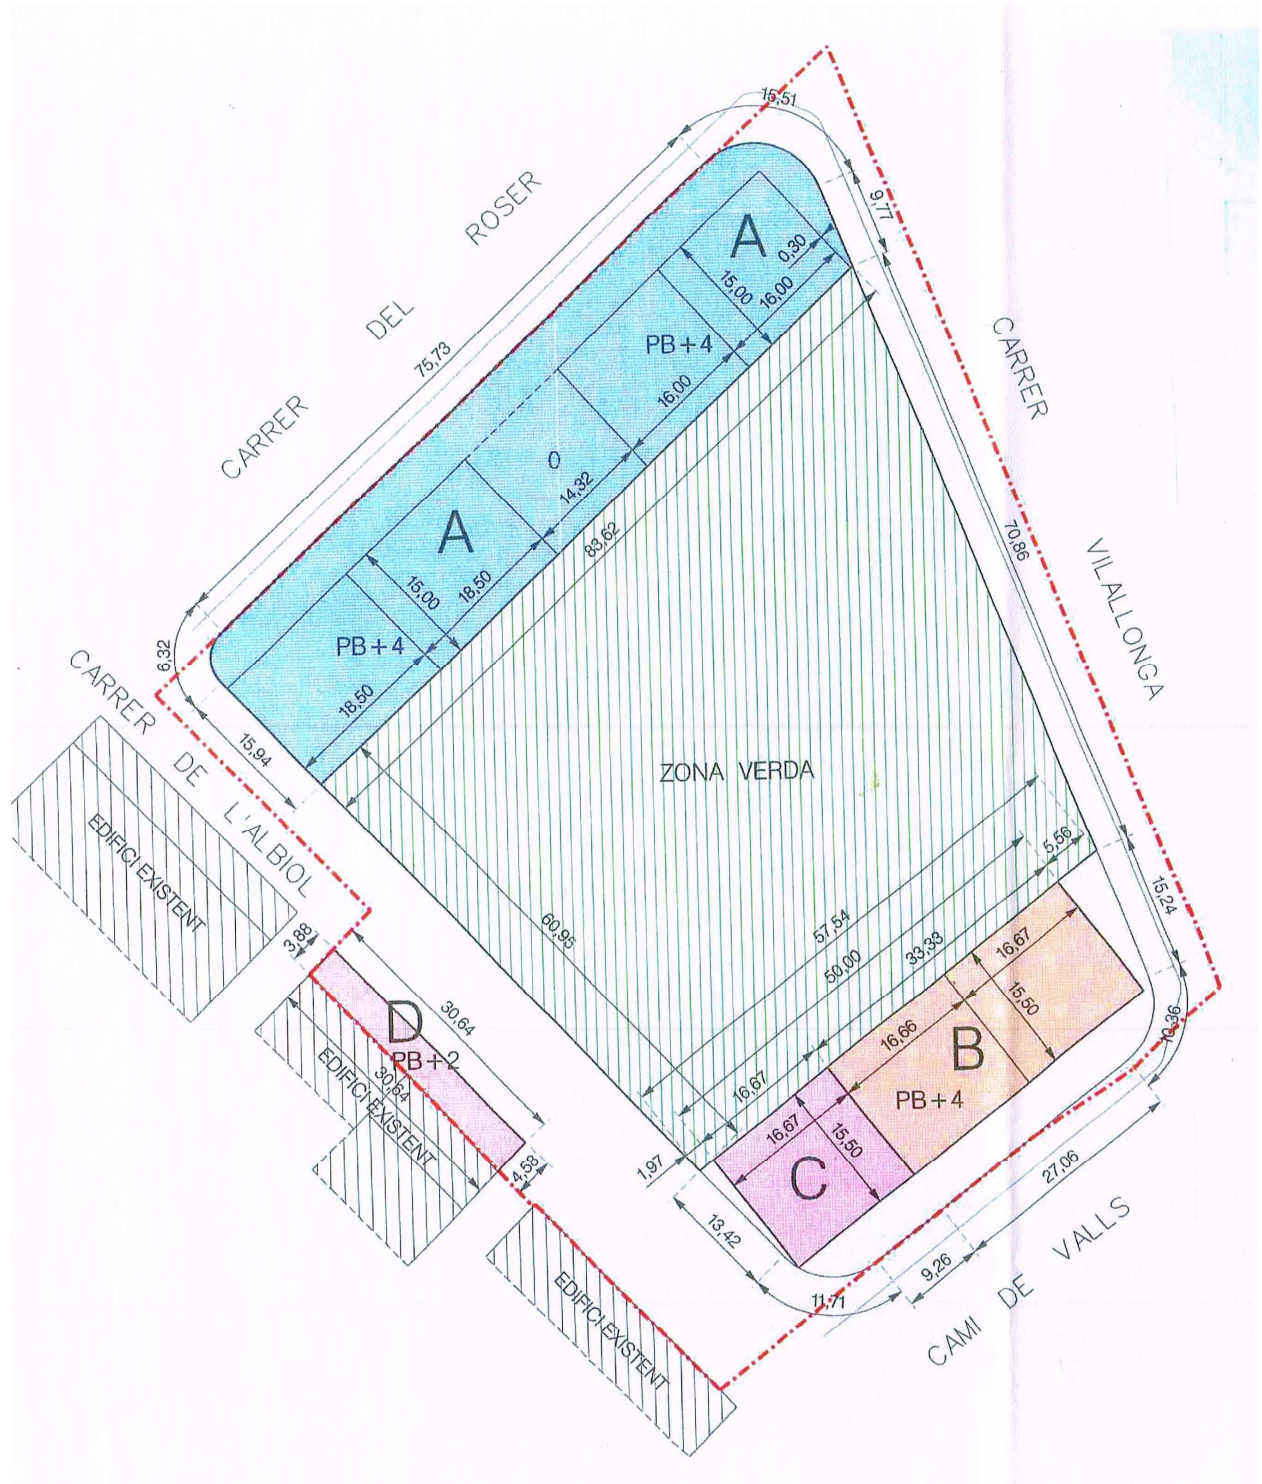 15,51
ROSER
9,77
A
0,30
15,00
16,00
DEL
PB+4
CARRER
75,73
16,00
CARRER
0
14,32
A
83,62
70,86
15,00
18,50
VILALLONGA
PB+4
6,32
18,50
CARRER DE L'ALBIOL
15,94
ZONA VERDA
EDIFICI EXISTENT
5,56
15,24
3,88
60,95
57,54
50,00
33,33
16,67
15,50
D
30,64
PB+2
30,64
EDIFICI EXISTENT
16,66
B
PB+4
10,36
16,67
16,67
15,50
C
1,97
4,58
27,06
13,42
9,26
11,71
CAMI DE VALLS
EDIFICI EXISTENT